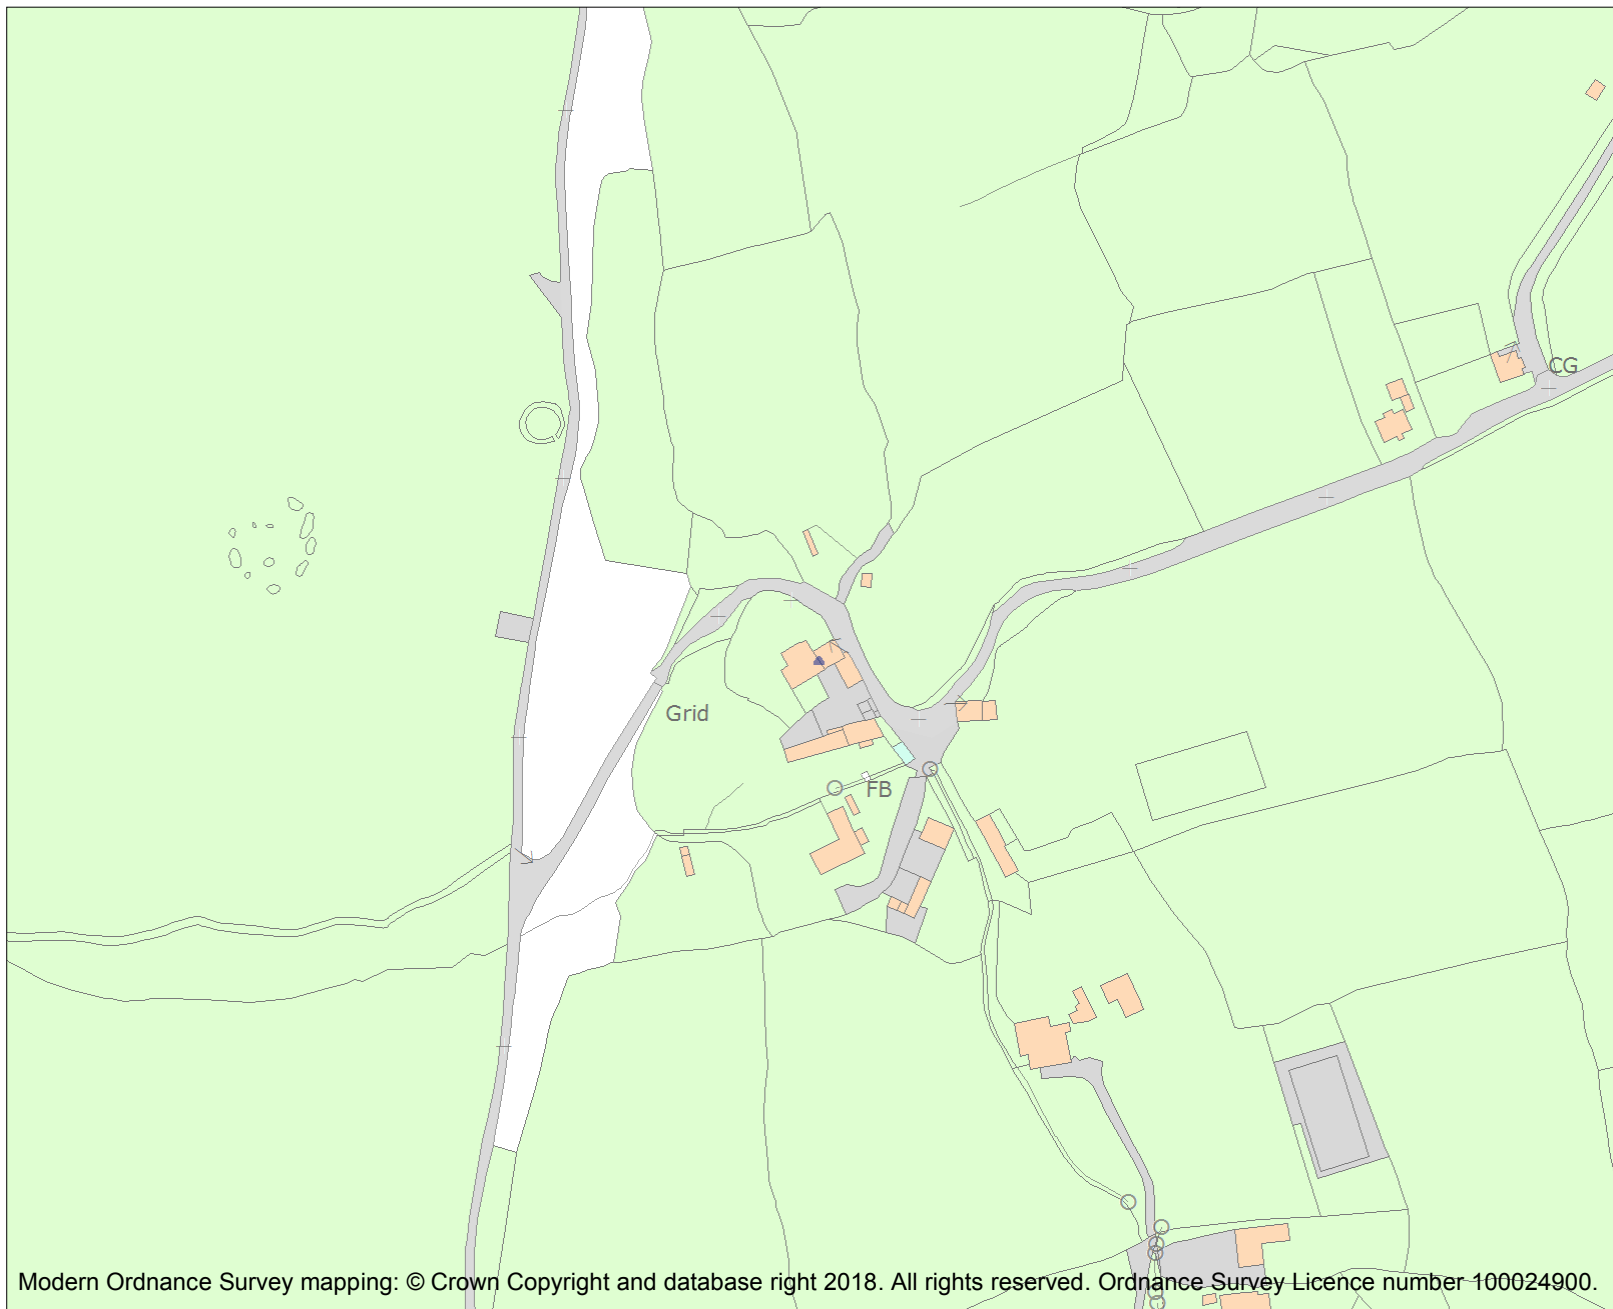 CG
Grid
FB
Modern Ordnance Survey mapping: © Crown Copyright and database right 2018. All rights reserved. Ordnance Survey Licence number 100024900.